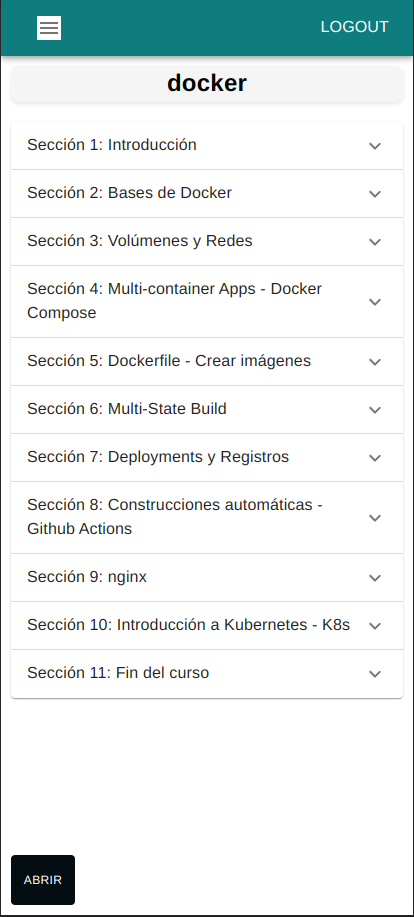 LOGOUT
docker
Sección 1: Introducción
Sección 2: Bases de Docker
Sección 3: Volúmenes y Redes
Sección 4: Multi-container Apps - Docker
Compose
Sección 5: Dockerfile - Crear imágenes
Sección 6: Multi-State Build
Sección 7: Deployments y Registros
Sección 8: Construcciones automáticas -
Github Actions
Sección 9: nginx
Sección 10: Introducción a Kubernetes - K8s
Sección 11: Fin del curso
ABRIR